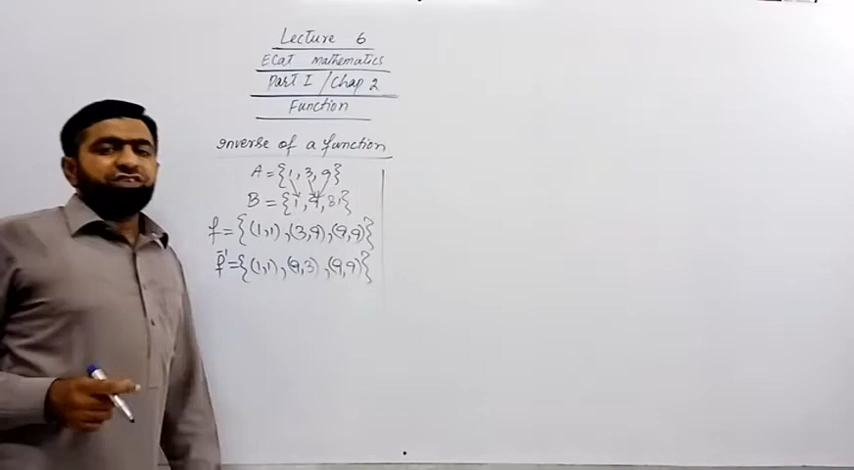 Lecture 6
ECat mathematics
Part I / Chap 2
Function
inverse of a function
A = {1, 3, 9}
B = {1, 9, 81}
f = {(1,1), (3,9), (9,9)}
f⁻¹ = {(1,1), (9,3), (9,9)}